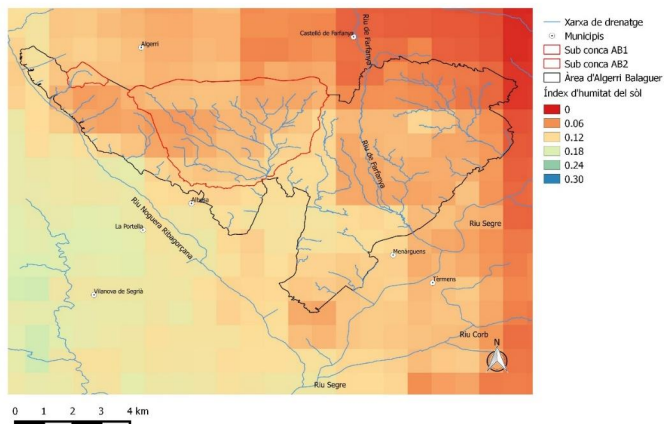 Algerri
Castelló de Farfanya
Riu de Farfanya
Riu de Farfanya
Riu Noguera Ribagorçana
La Portella
Vilanova de Segrià
Menàrguens
Térmens
Riu Segre
Riu Corb
Riu Segre
N
0 1 2 3 4 km
Xarxa de drenatge
Municipis
Sub conca AB1
Sub conca AB2
Àrea d'Algerri Balaguer
Índex d'humitat del sòl
0
0.06
0.12
0.18
0.24
0.30